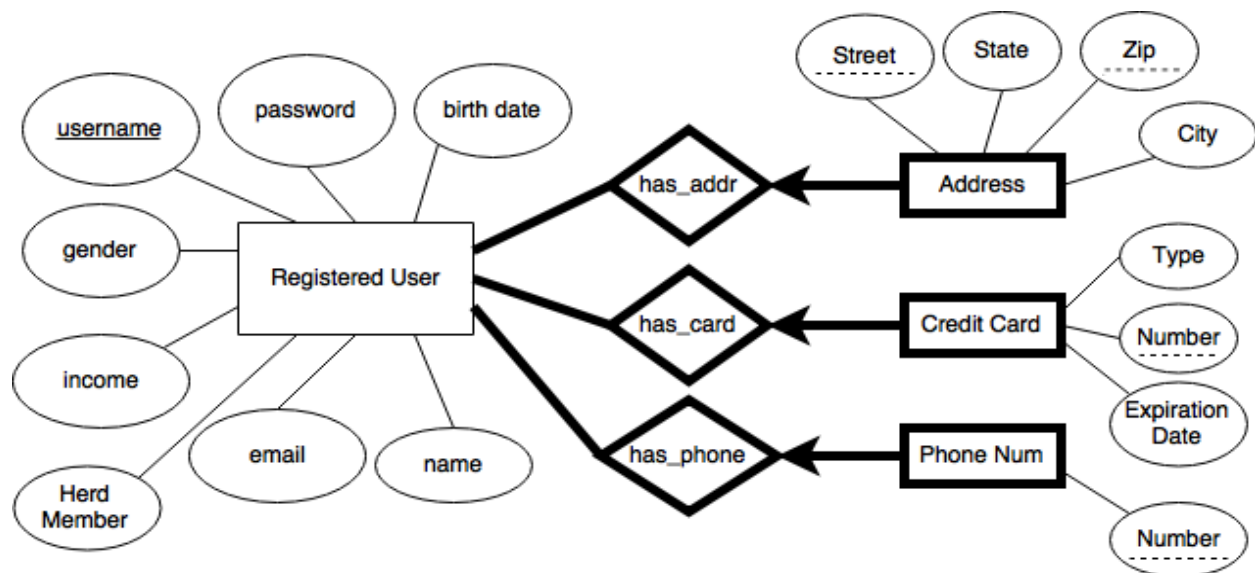 Street
State
Zip
username
password
birth date
City
has_addr
Address
gender
Registered User
Type
has_card
Credit Card
Number
income
Expiration
Date
email
name
has_phone
Phone Num
Herd
Member
Number